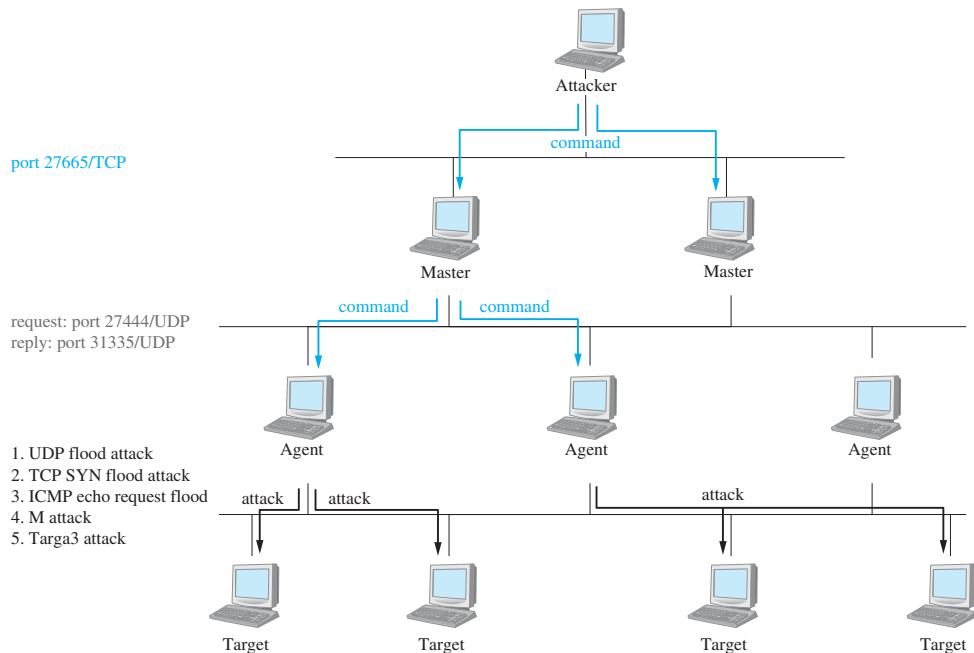 Attacker
command
port 27665/TCP
Master
Master
command
command
request: port 27444/UDP
reply: port 31335/UDP
Agent
Agent
Agent
1. UDP flood attack
2. TCP SYN flood attack
3. ICMP echo request flood
4. M attack
5. Targa3 attack
attack
attack
attack
Target
Target
Target
Target